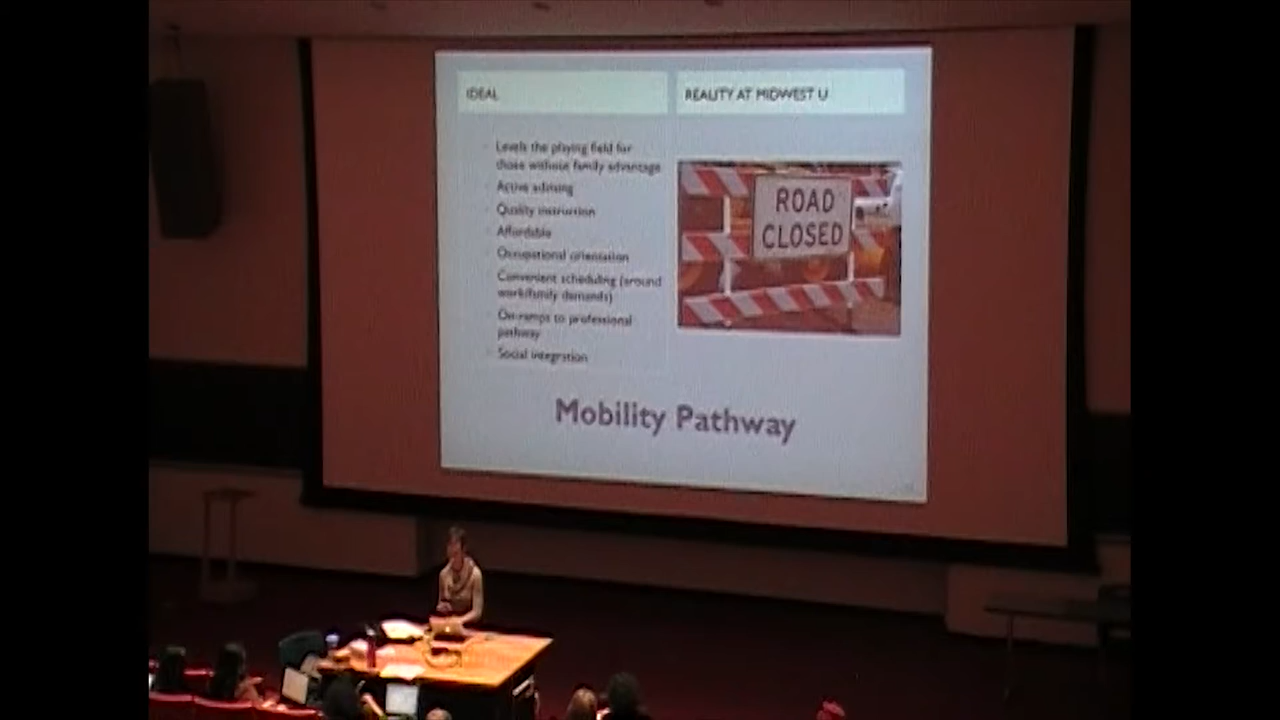 IDEAL
REALITY AT MIDWEST U
Levels the playing field for
those without family advantage
Active advising
Quality instruction
Affordable
Occupational orientation
Convenient scheduling (around
work/family demands)
On-ramps to professional
pathway
Social integration
ROAD
CLOSED
Mobility Pathway